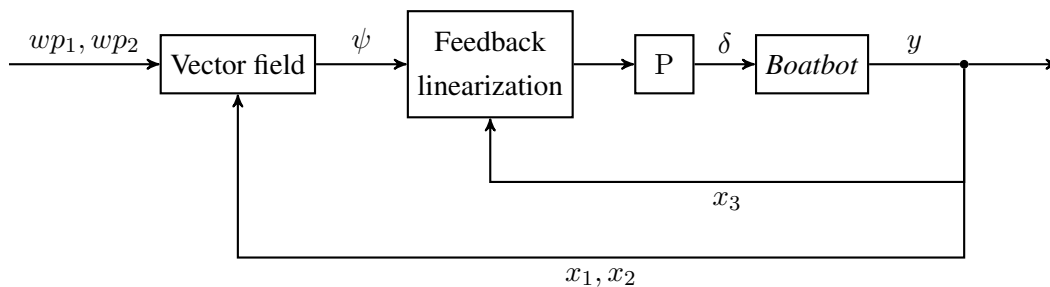 wp₁, wp₂
Vector field
ψ
Feedback
linearization
P
δ
Boatbot
y
x₃
x₁, x₂